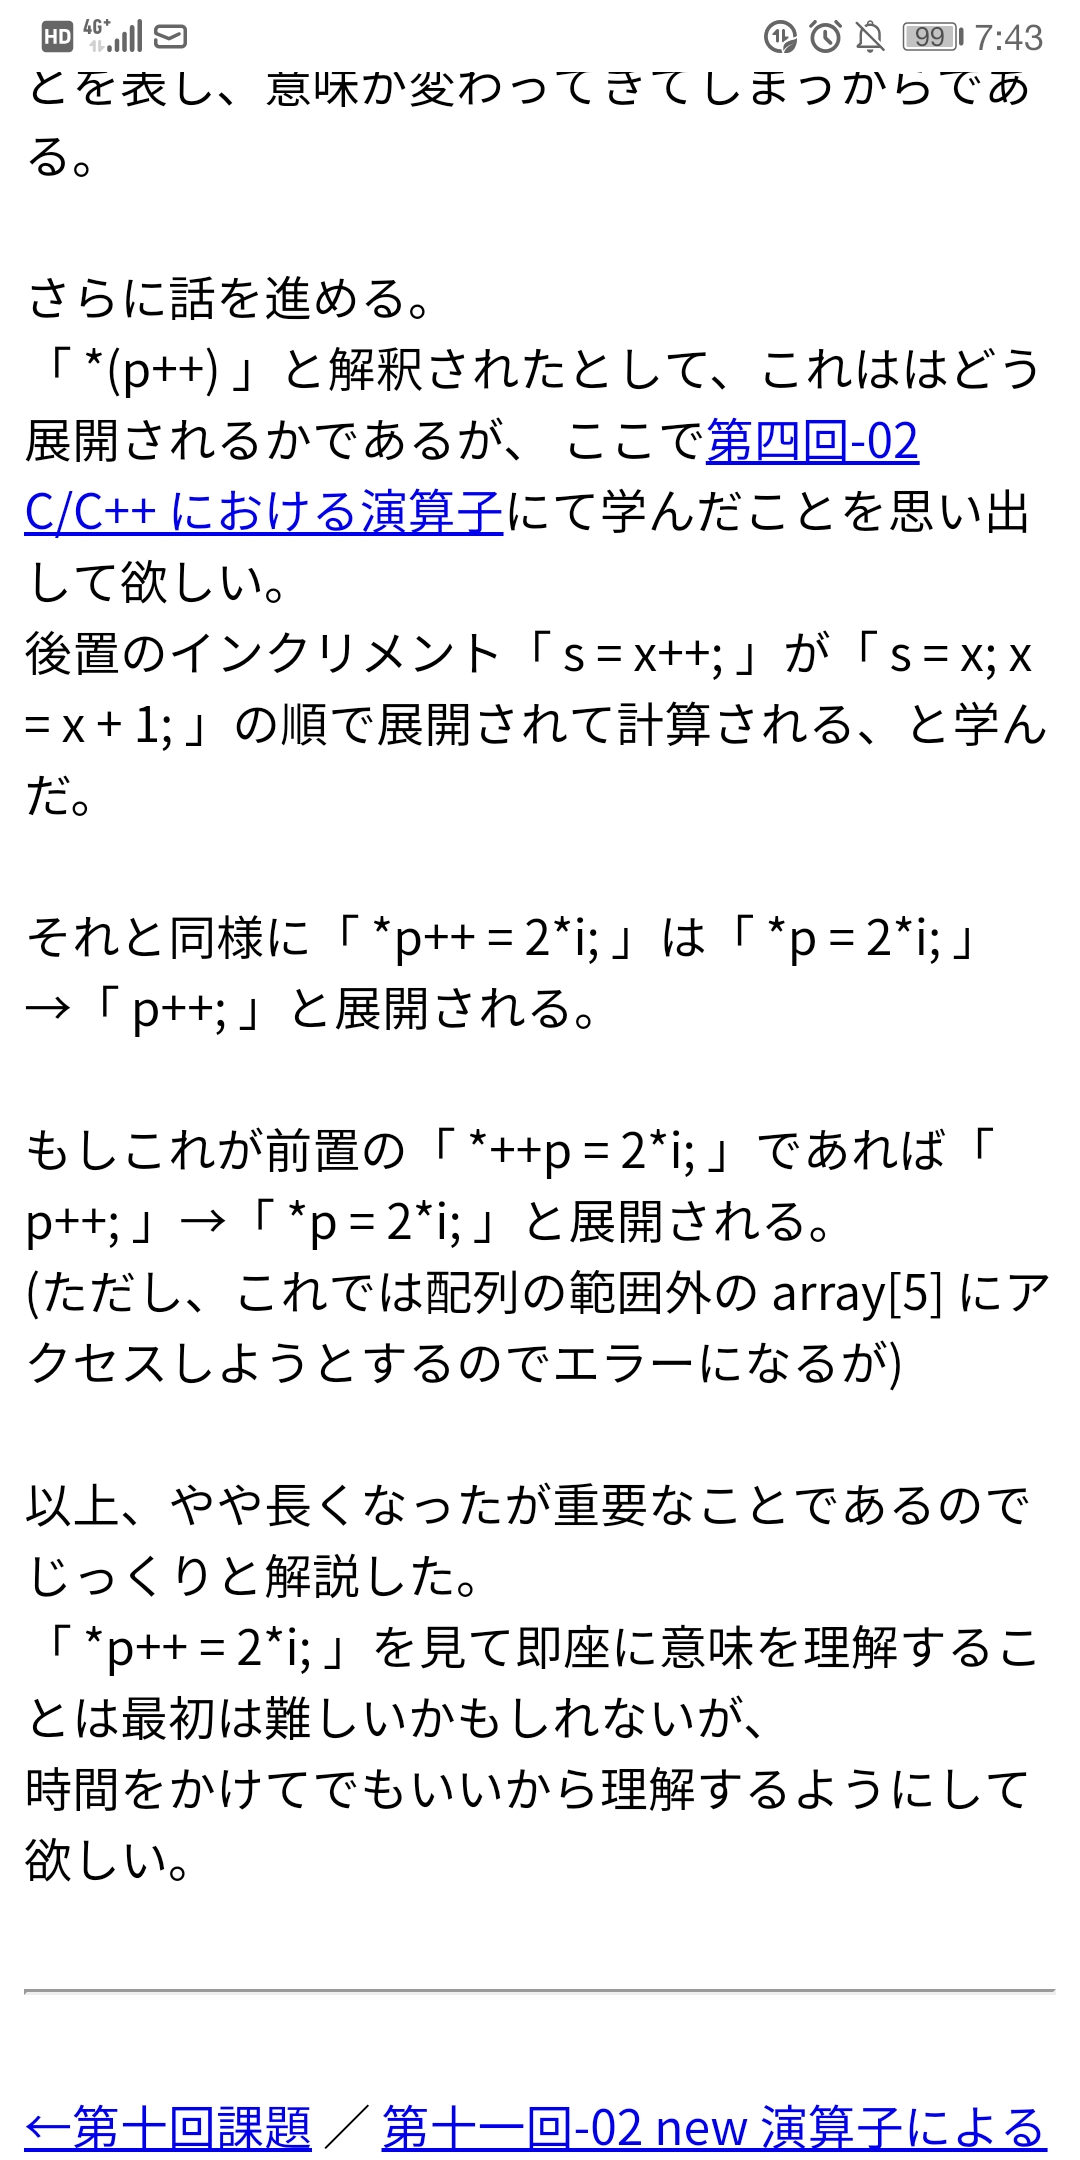 HD 4G+ 99 7:43
とを表し、意味が変わってきてしまうからであ
る。
さらに話を進める。
「 *(p++) 」と解釈されたとして、これははどう
展開されるかであるが、 ここで第四回-02
C/C++ における演算子にて学んだことを思い出
して欲しい。
後置のインクリメント「 s = x++; 」が「 s = x; x
= x + 1; 」の順で展開されて計算される、と学ん
だ。
それと同様に「 *p++ = 2*i; 」は「 *p = 2*i; 」
→「 p++; 」と展開される。
もしこれが前置の「 *++p = 2*i; 」であれば「
p++; 」→「 *p = 2*i; 」と展開される。
(ただし、これでは配列の範囲外の array[5] にア
クセスしようとするのでエラーになるが)
以上、やや長くなったが重要なことであるので
じっくりと解説した。
「 *p++ = 2*i; 」を見て即座に意味を理解するこ
とは最初は難しいかもしれないが、
時間をかけてでもいいから理解するようにして
欲しい。
←第十回課題 ／ 第十一回-02 new 演算子による